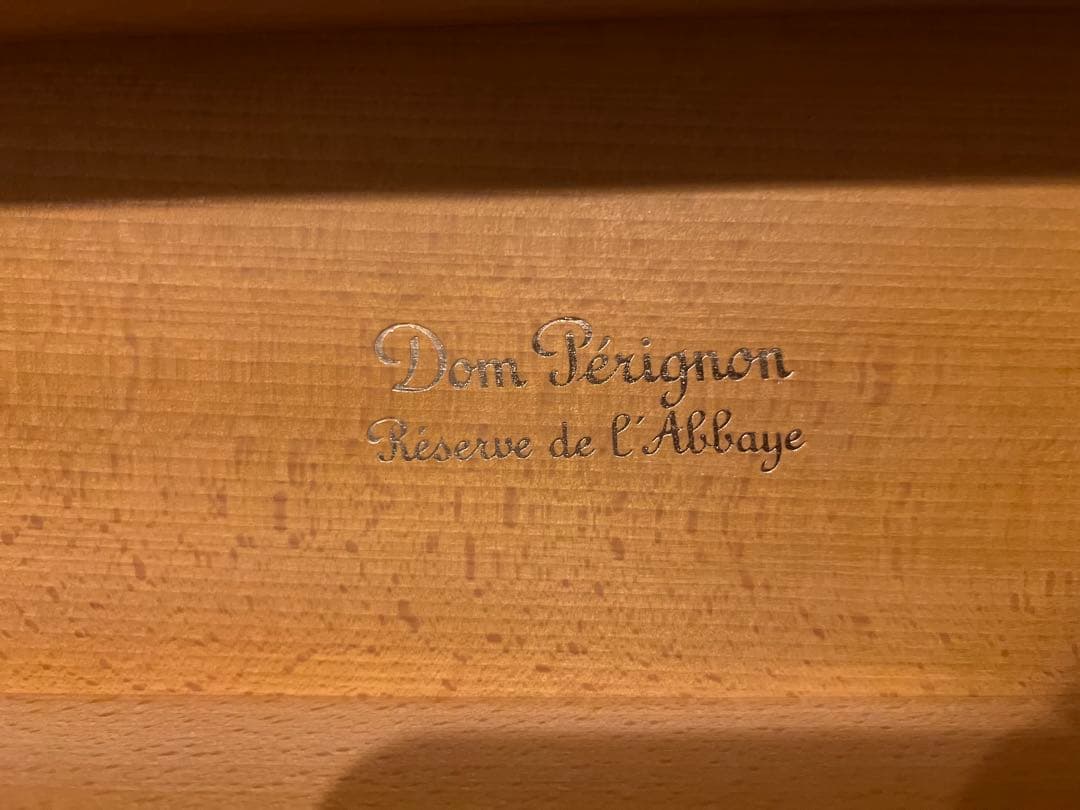 Dom Pérignon
Réserve de l'Abbaye